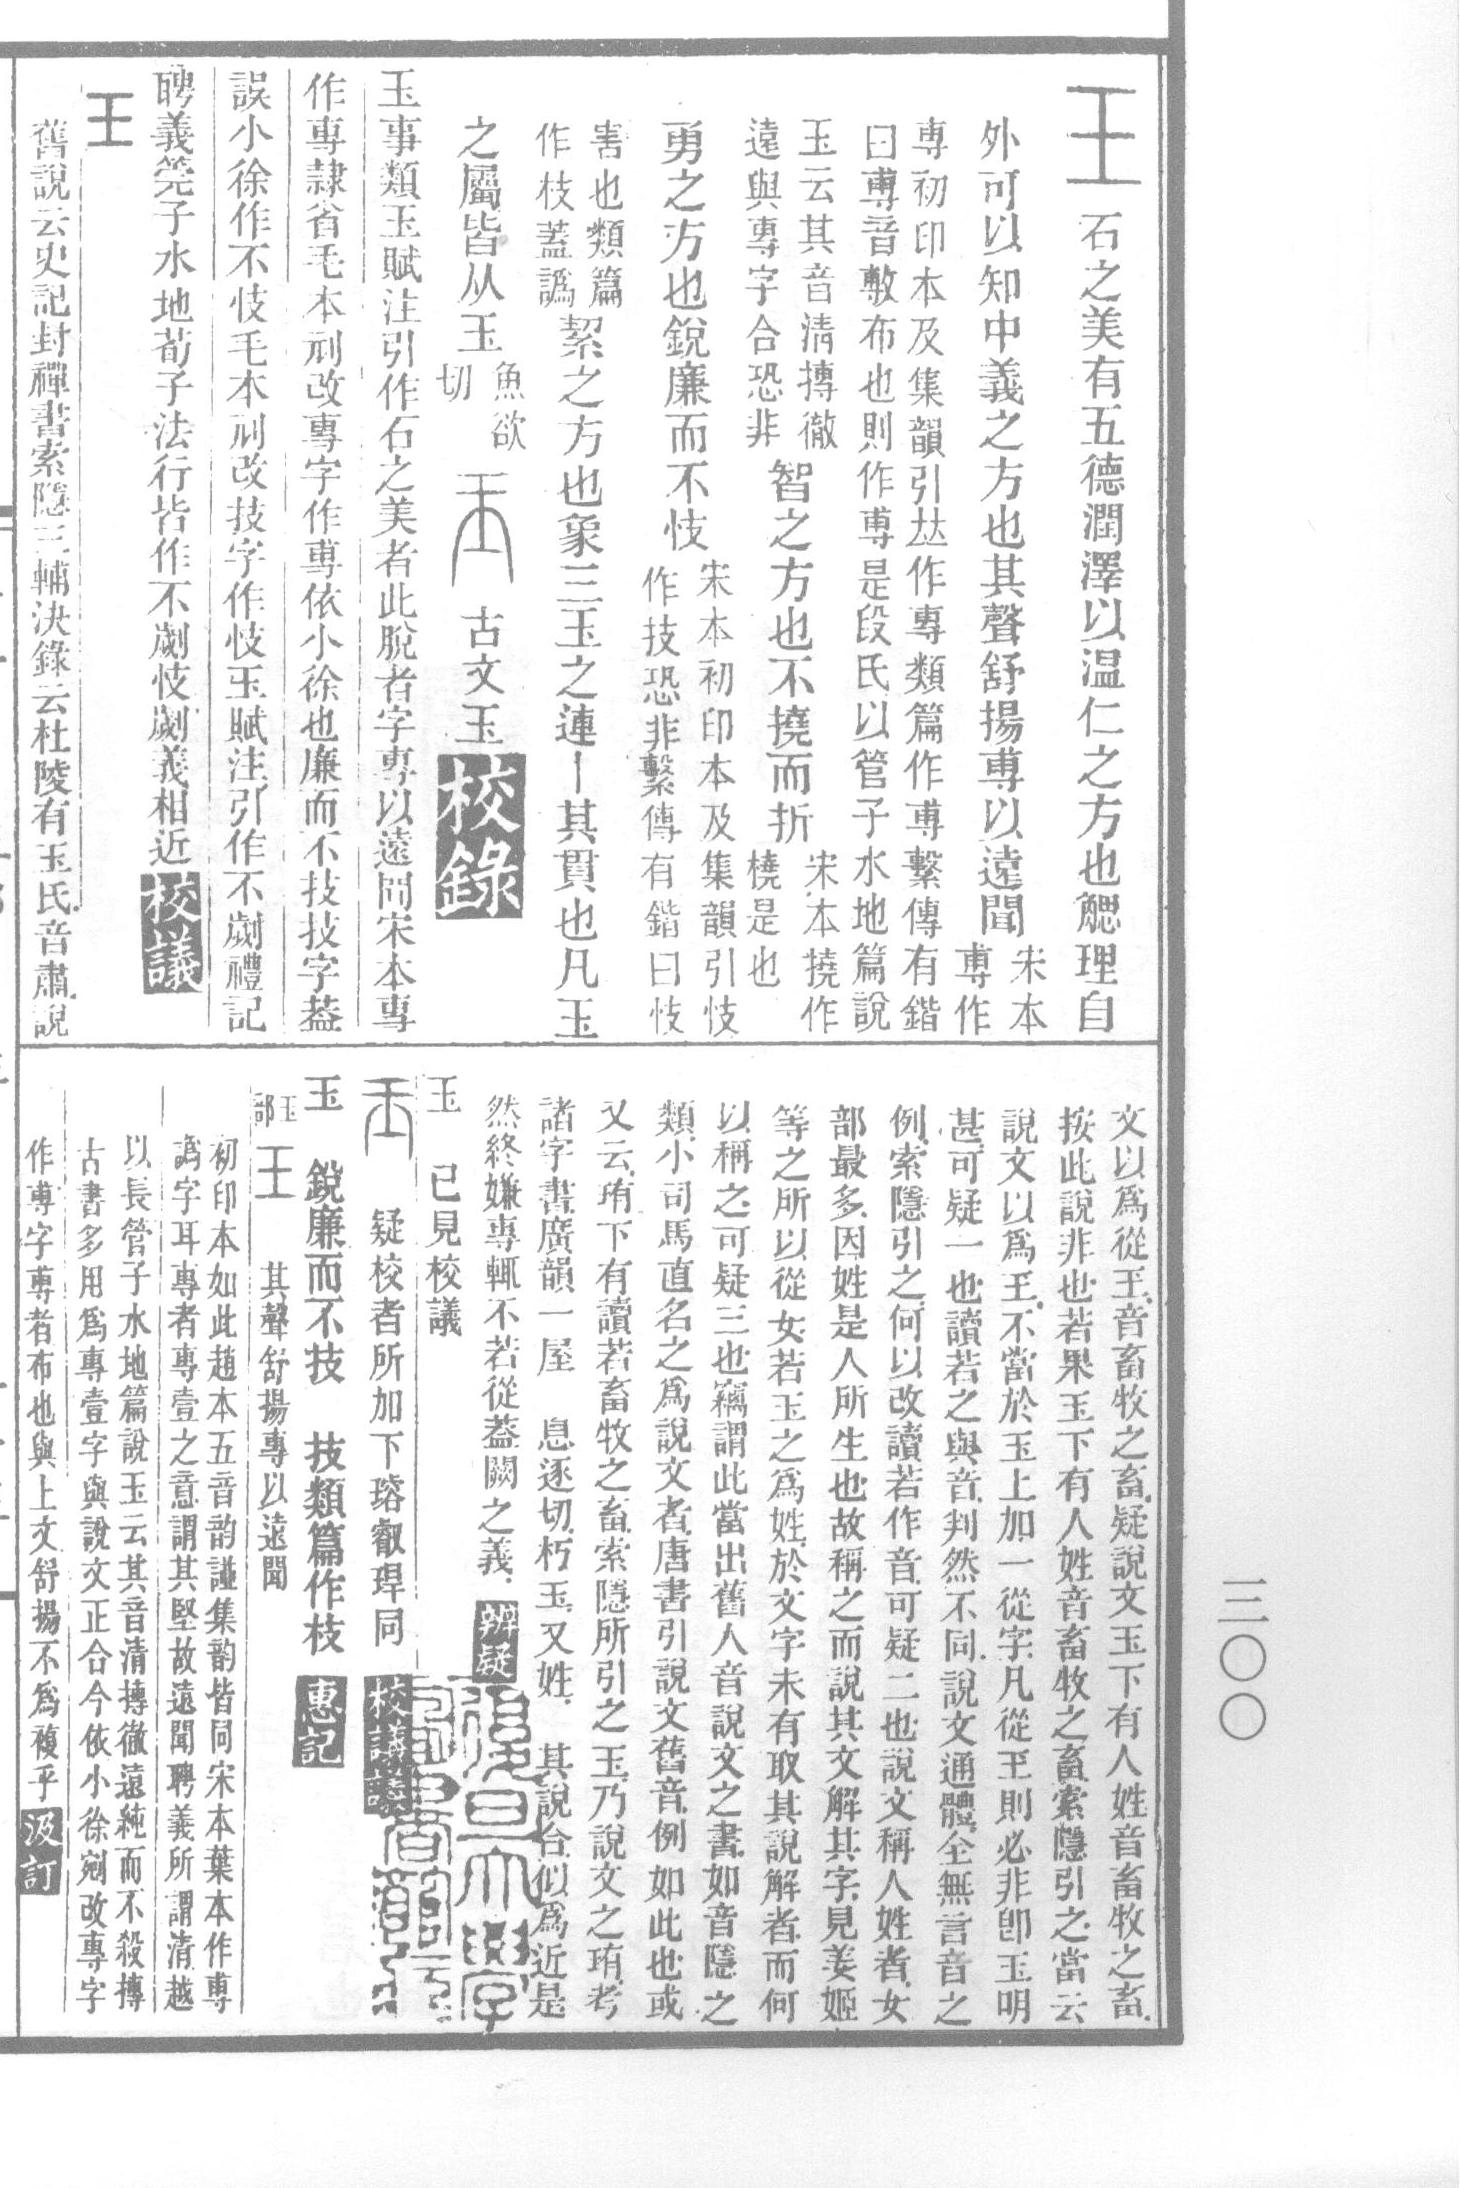 王
石之美有五德潤澤以温仁之方也䚡理自
外可以知中義之方也其聲舒揚尃以遠聞
宋本
尃作
專初印本及集韻引𠀤作專類篇作尃繫傳有鍇
曰尃音敷布也則作尃是段氏以管子水地篇說
玉云其音清摶徹
遠與專字合恐非
智之方也不撓而折
宋本撓作
橈是也
勇之方也銳廉而不忮
宋本初印本及集韻引忮
作技恐非繫傳有鍇曰忮
害也類篇
作枝蓋譌
絜之方也象三玉之連丨其貫也凡玉
之屬皆从玉
魚欲
切
古文玉
校錄
玉事類玉賦注引作石之美者此脫者字專以遠聞宋本專
作專隸省毛本剜改專字作尃依小徐也廉而不技技字葢
誤小徐作不忮毛本剜改技字作忮玉賦注引作不劌禮記
聘義筦子水地荀子法行皆作不劌忮劌義相近
校議
王
舊說云史記封禪書索隱三輔決錄云杜陵有玉氏音肅說
文以爲從王音畜牧之畜疑說文玉下有人姓音畜牧之畜
按此說非也若果玉下有人姓音畜牧之畜索隱引之當云
說文以爲王不當於玉上加一從字凡從王則必非卽玉明
甚可疑一也讀若之與音判然不同說文通體全無言音之
例索隱引之何以改讀若作音可疑二也說文稱人姓者女
部最多因姓是人所生也故稱之而說其文解其字見姜姬
等之所以從女若玉之爲姓於文字未有取其說解者而何
以稱之可疑三也竊謂此當出舊人音說文之書如音隱之
類小司馬直名之爲說文者唐書引說文舊音例如此也或
又云珛下有讀若畜牧之畜索隱所引之玉乃說文之珛考
諸字書廣韻一屋 息逐切朽玉又姓 其說合似爲近是
然終嫌專輒不若從葢闕之義
辨疑
玉
已見校議
疑校者所加下璿叡琿同
校議
玉
銳廉而不技 技類篇作枝
惠記
玉
部
王
其聲舒揚專以遠聞
初印本如此趙本五音韵譜集韵皆同宋本葉本作專
譌字耳專者專壹之意謂其堅故遠聞聘義所謂清越
以長管子水地篇說玉云其音清摶徹遠純而不殺摶
古書多用爲專壹字與說文正合今依小徐剜改專字
作尃字尃者布也與上文舒揚不爲複乎
汲訂
三〇〇